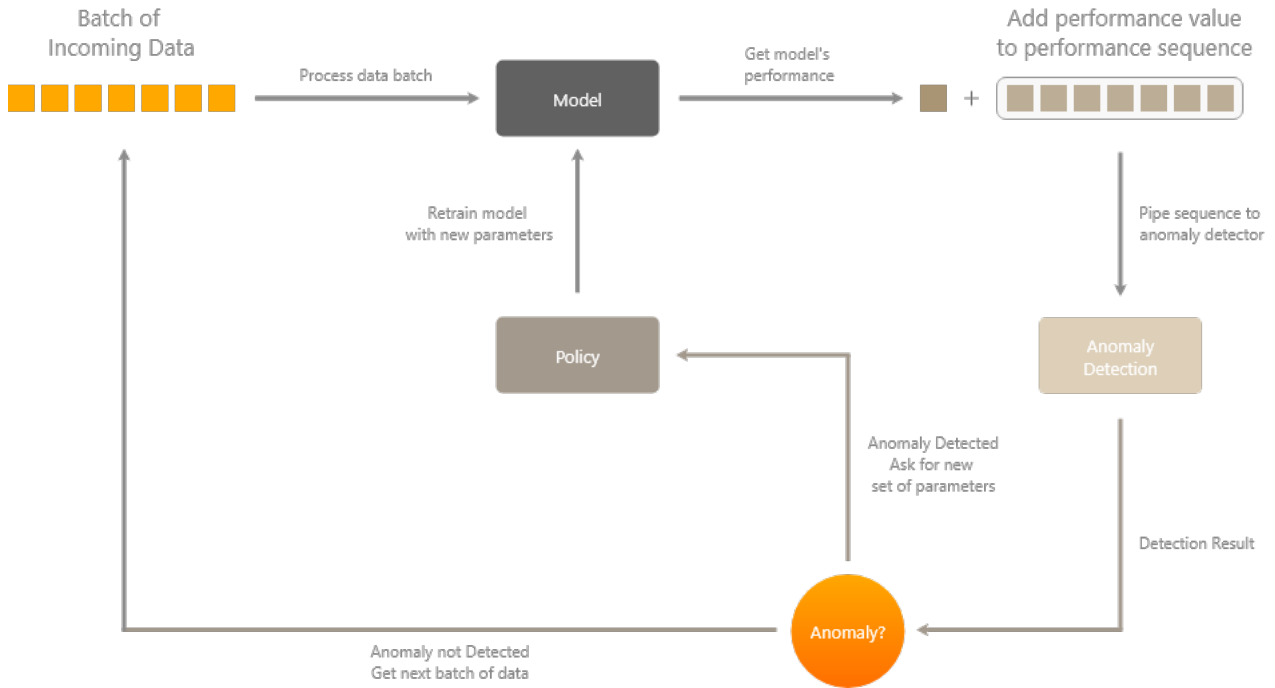 Batch of
Incoming Data
Process data batch
Model
Get model's
performance
+
Add performance value
to performance sequence
Retrain model
with new parameters
Pipe sequence to
anomaly detector
Policy
Anomaly
Detection
Anomaly Detected
Ask for new
set of parameters
Detection Result
Anomaly?
Anomaly not Detected
Get next batch of data